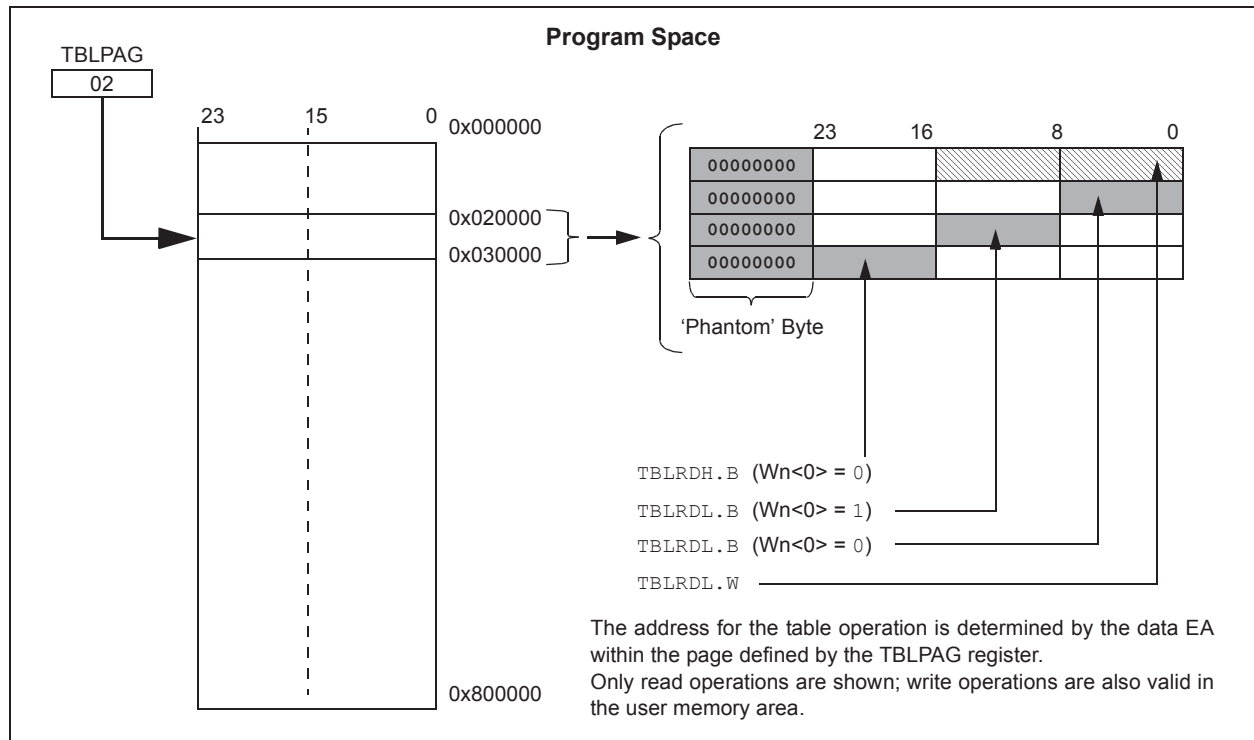 Program Space
TBLPAG
02
23 15 0
0x000000
0x020000
0x030000
0x800000
23 16 8 0
00000000
00000000
00000000
00000000
‘Phantom’ Byte
TBLRDH.B (Wn<0> = 0)
TBLRDL.B (Wn<0> = 1)
TBLRDL.B (Wn<0> = 0)
TBLRDL.W
The address for the table operation is determined by the data EA
within the page defined by the TBLPAG register.
Only read operations are shown; write operations are also valid in
the user memory area.